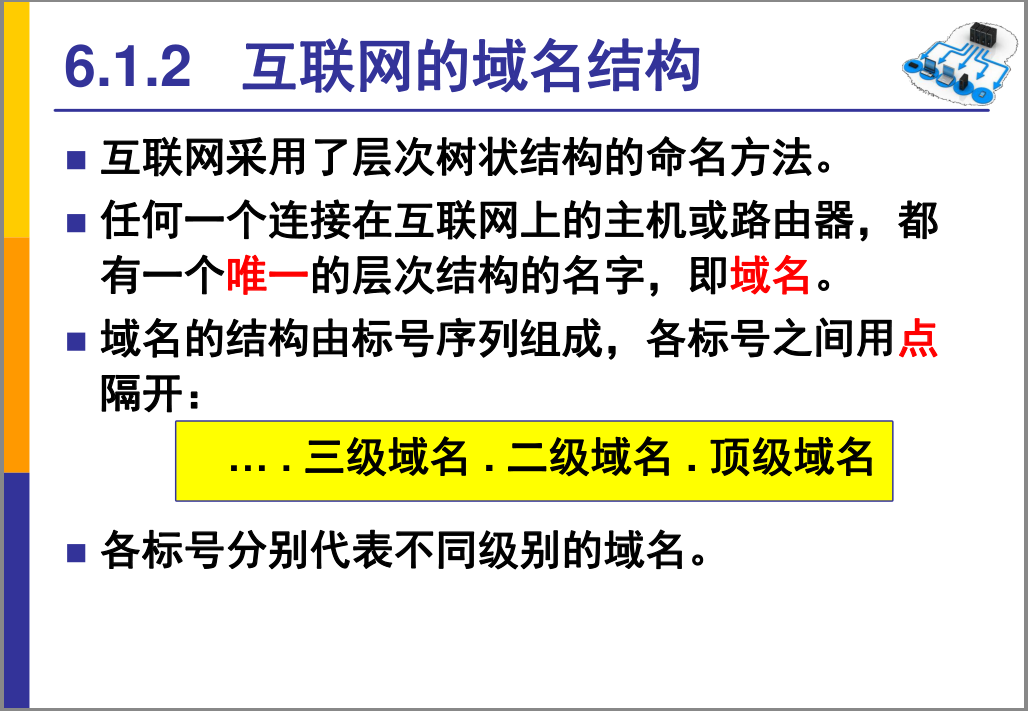 6.1.2 互联网的域名结构
互联网采用了层次树状结构的命名方法。
任何一个连接在互联网上的主机或路由器，都
有一个唯一的层次结构的名字，即域名。
域名的结构由标号序列组成，各标号之间用点
隔开：
… . 三级域名 . 二级域名 . 顶级域名
各标号分别代表不同级别的域名。